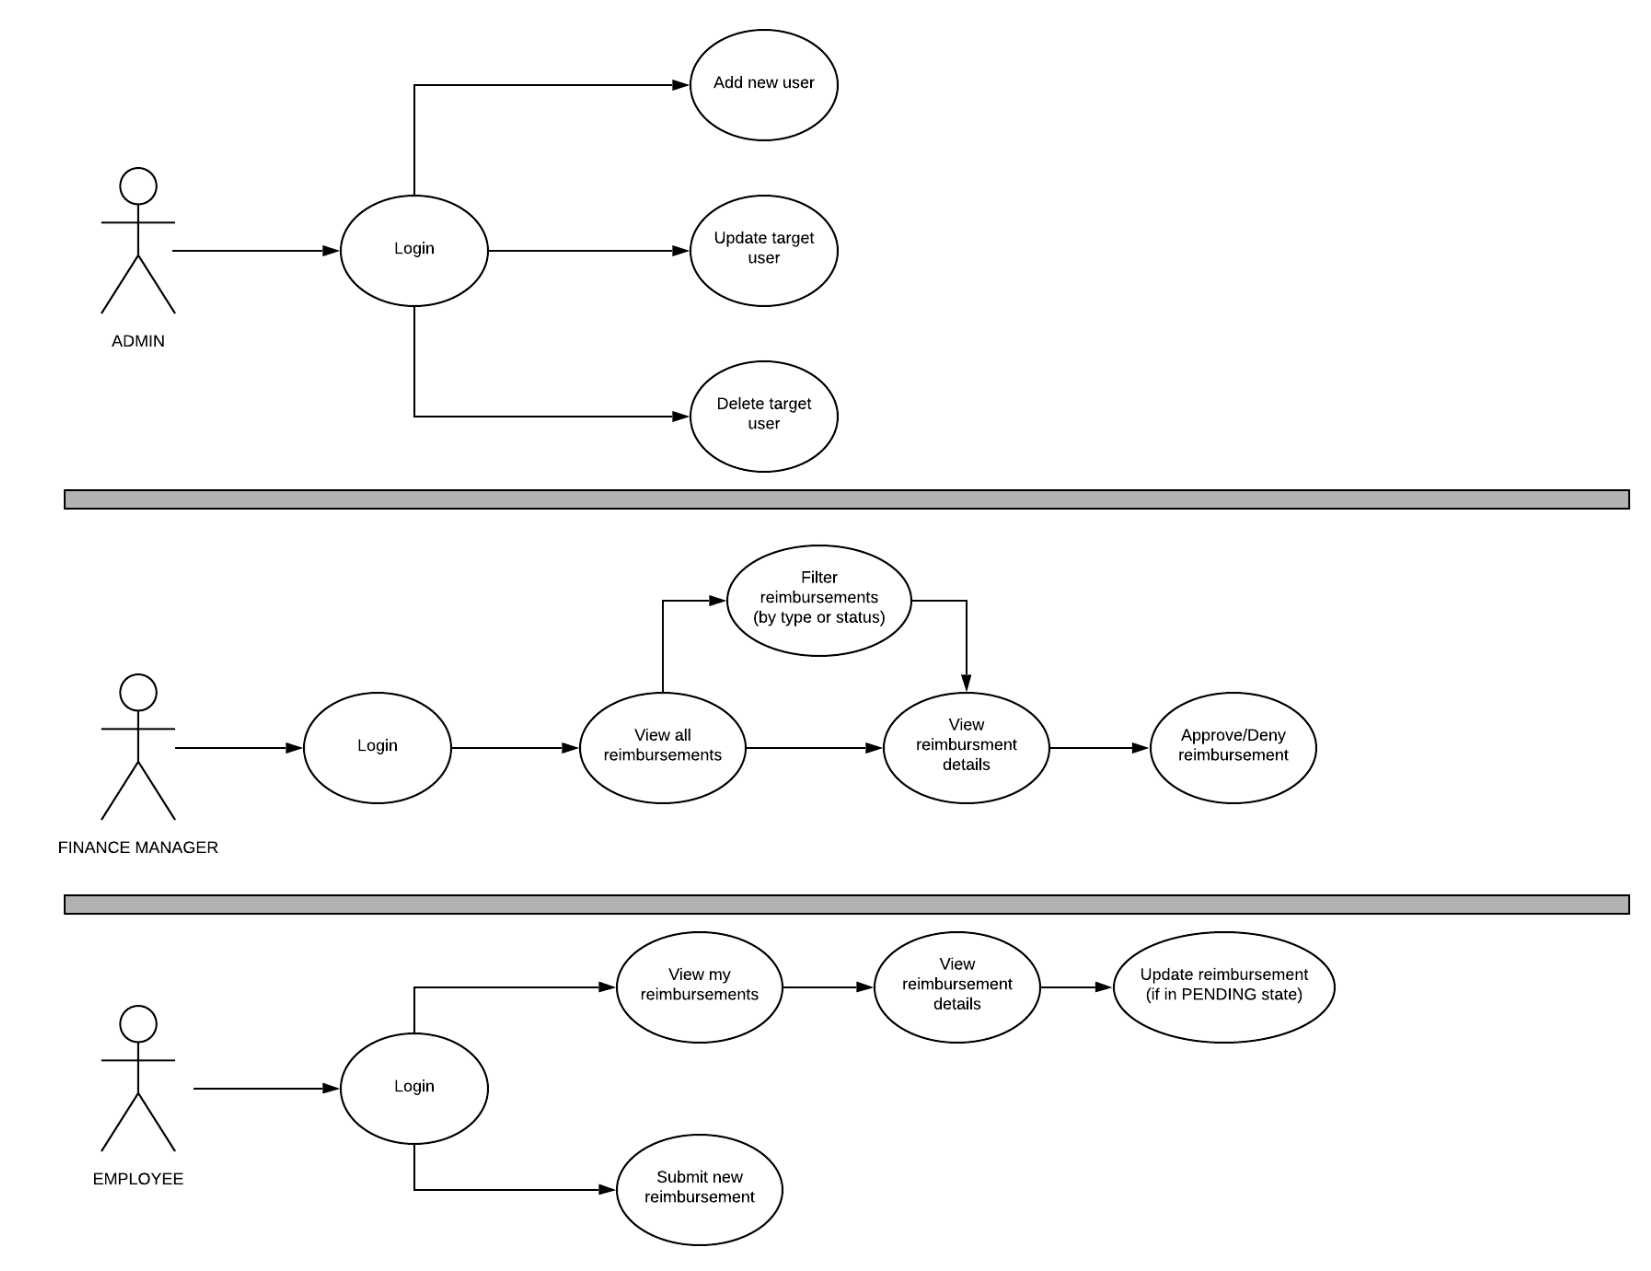 Add new user
Login
Update target
user
ADMIN
Delete target
user
Filter
reimbursements
(by type or status)
Login
View all
reimbursements
View
reimbursment
details
Approve/Deny
reimbursement
FINANCE MANAGER
View my
reimbursements
View
reimbursement
details
Update reimbursement
(if in PENDING state)
Login
EMPLOYEE
Submit new
reimbursement